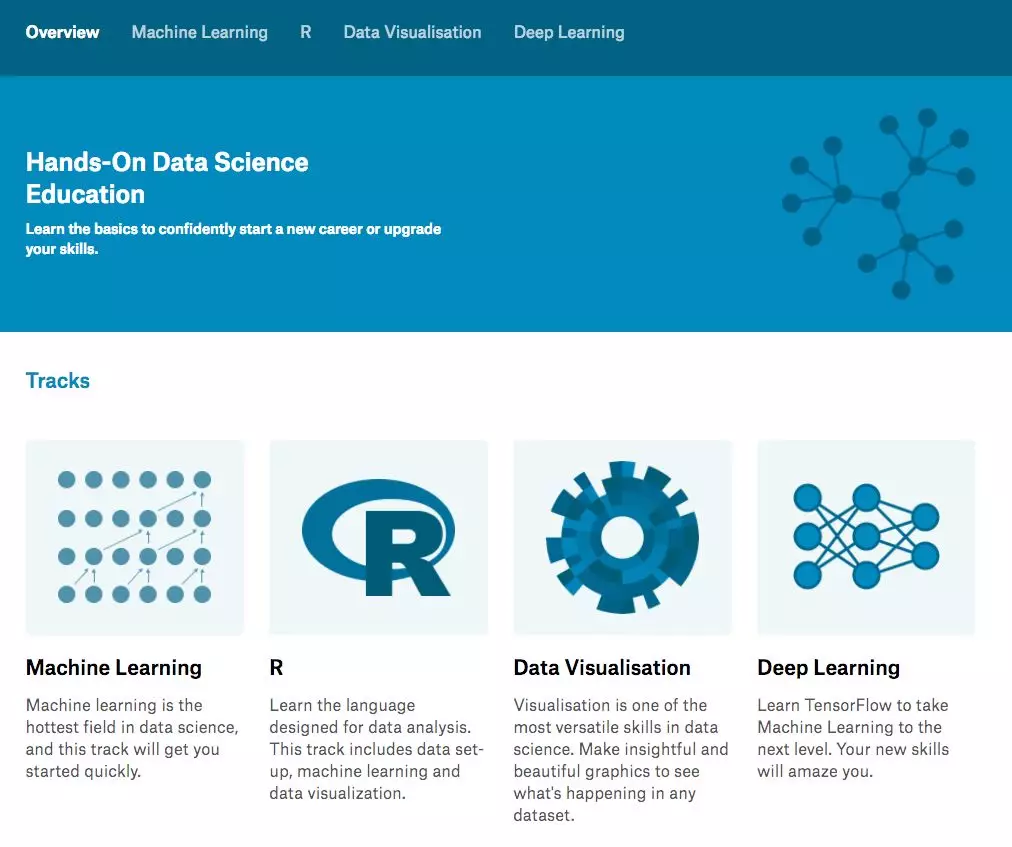 Overview Machine Learning R Data Visualisation Deep Learning
Hands-On Data Science
Education
Learn the basics to confidently start a new career or upgrade
your skills.
Tracks
R
Machine Learning
Machine learning is the
hottest field in data science,
and this track will get you
started quickly.
R
Learn the language
designed for data analysis.
This track includes data set-
up, machine learning and
data visualization.
Data Visualisation
Visualisation is one of the
most versatile skills in data
science. Make insightful and
beautiful graphics to see
what's happening in any
dataset.
Deep Learning
Learn TensorFlow to take
Machine Learning to the
next level. Your new skills
will amaze you.